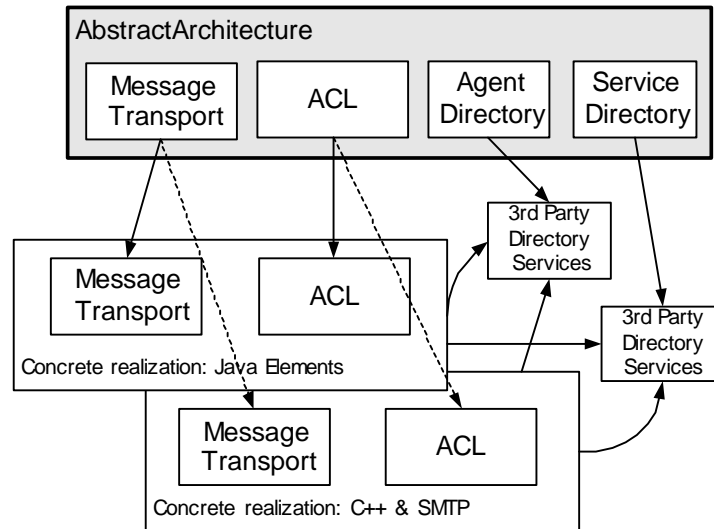 AbstractArchitecture
Message
Transport
ACL
Agent
Directory
Service
Directory
3rd Party
Directory
Services
Message
Transport
ACL
Concrete realization: Java Elements
3rd Party
Directory
Services
Message
Transport
ACL
Concrete realization: C++ & SMTP